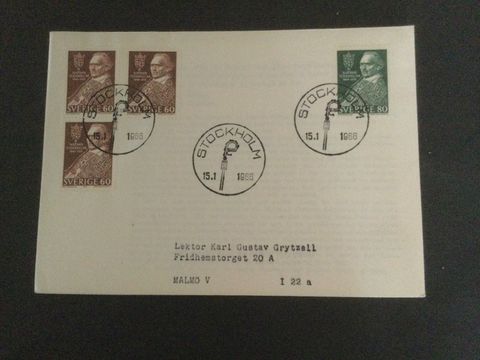 SVERIGE 60
SVERIGE 60
SVERIGE 80
SVERIGE 60
STOCKHOLM
15.1 1966
STOCKHOLM
15.1 1966
STOCKHOLM
15.1 1966
Lektor Karl Gustav Grytzell
Fridhemstorget 20 A
MALMÖ V I 22 a